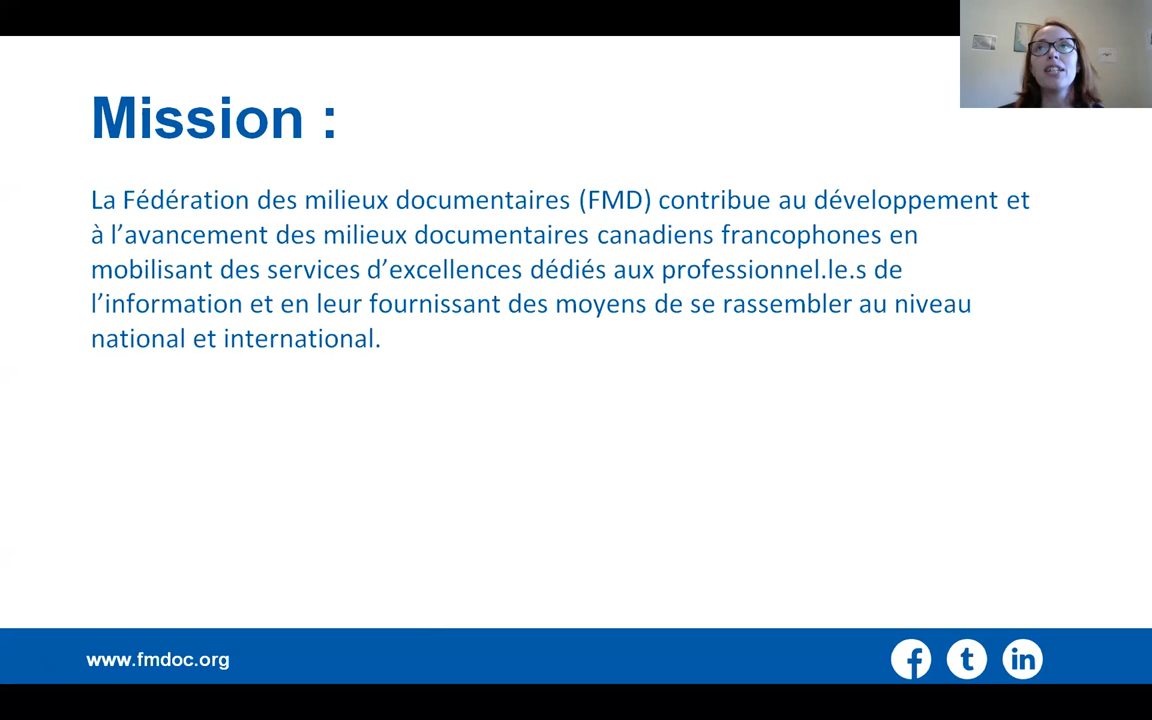 Mission :
La Fédération des milieux documentaires (FMD) contribue au développement et
à l’avancement des milieux documentaires canadiens francophones en
mobilisant des services d’excellences dédiés aux professionnel.le.s de
l’information et en leur fournissant des moyens de se rassembler au niveau
national et international.
www.fmdoc.org